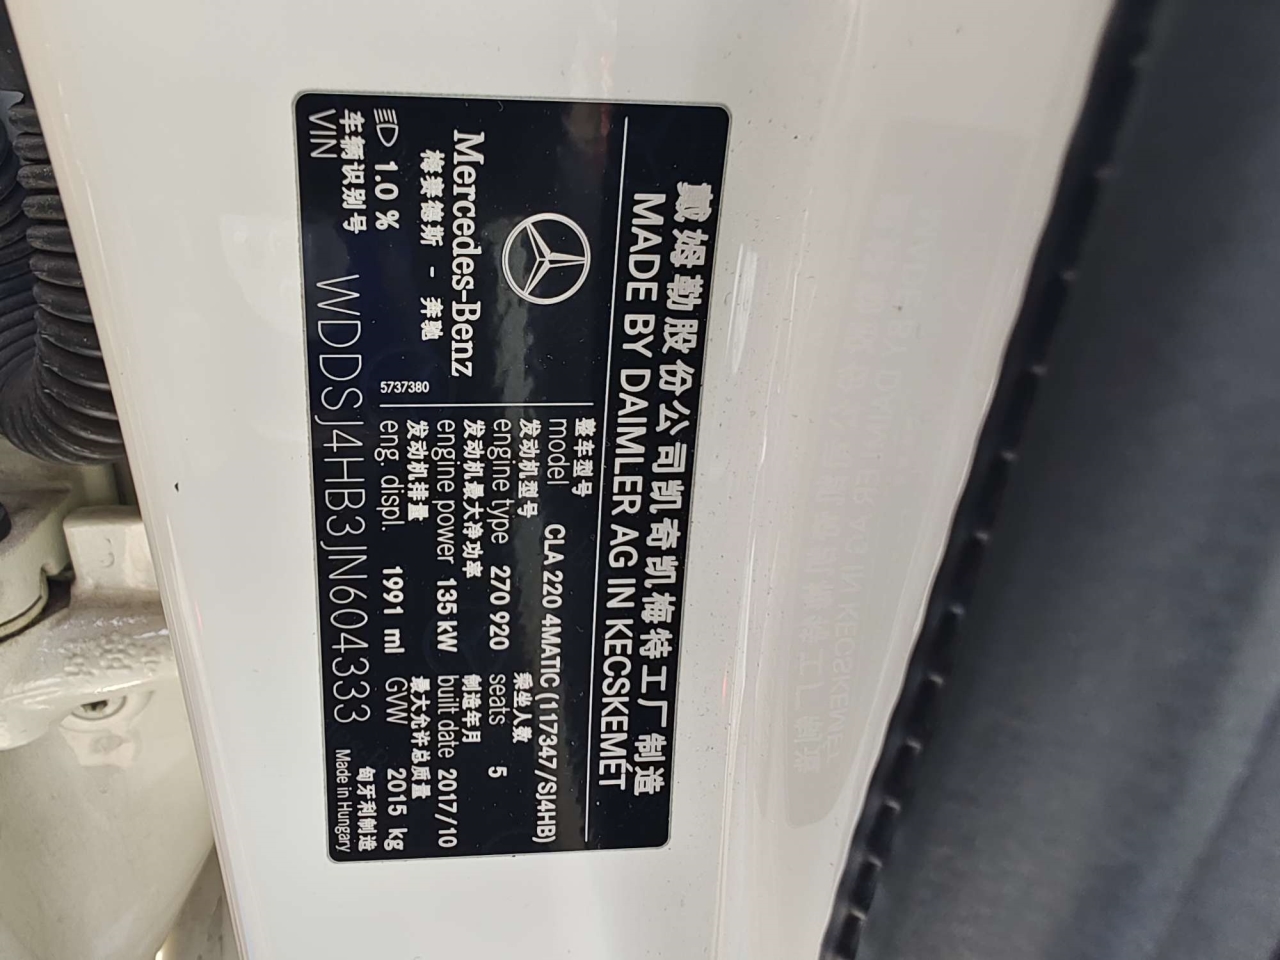 戴姆勒股份公司凯奇凯梅特工厂制造
MADE BY DAIMLER AG IN KECSKEMÉT
Mercedes-Benz
梅赛德斯 - 奔驰
5737380
整车型号
model CLA 220 4MATIC (117347/SJ4HB)
发动机型号 乘坐人数
engine type 270 920 seats 5
发动机最大净功率 制造年月
engine power 135 kW built date 2017/10
发动机排量 最大允许总质量
eng. displ. 1991 ml GVW 2015 kg
1.0 %
车辆识别号 匈牙利制造
VIN WDDSJ4HB3JN604333 Made in Hungary